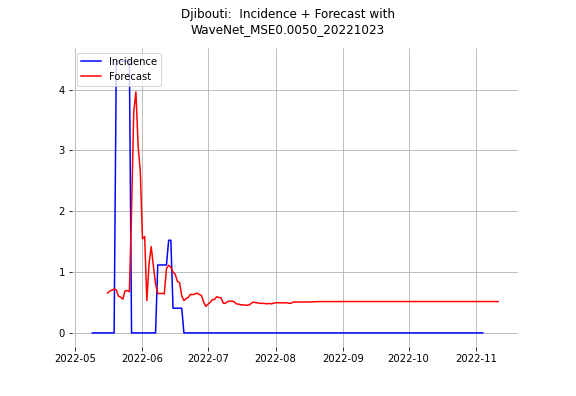 Djibouti:  Incidence + Forecast with
WaveNet_MSE0.0050_20221023
Incidence
Forecast
4
3
2
1
0
2022-05 2022-06 2022-07 2022-08 2022-09 2022-10 2022-11